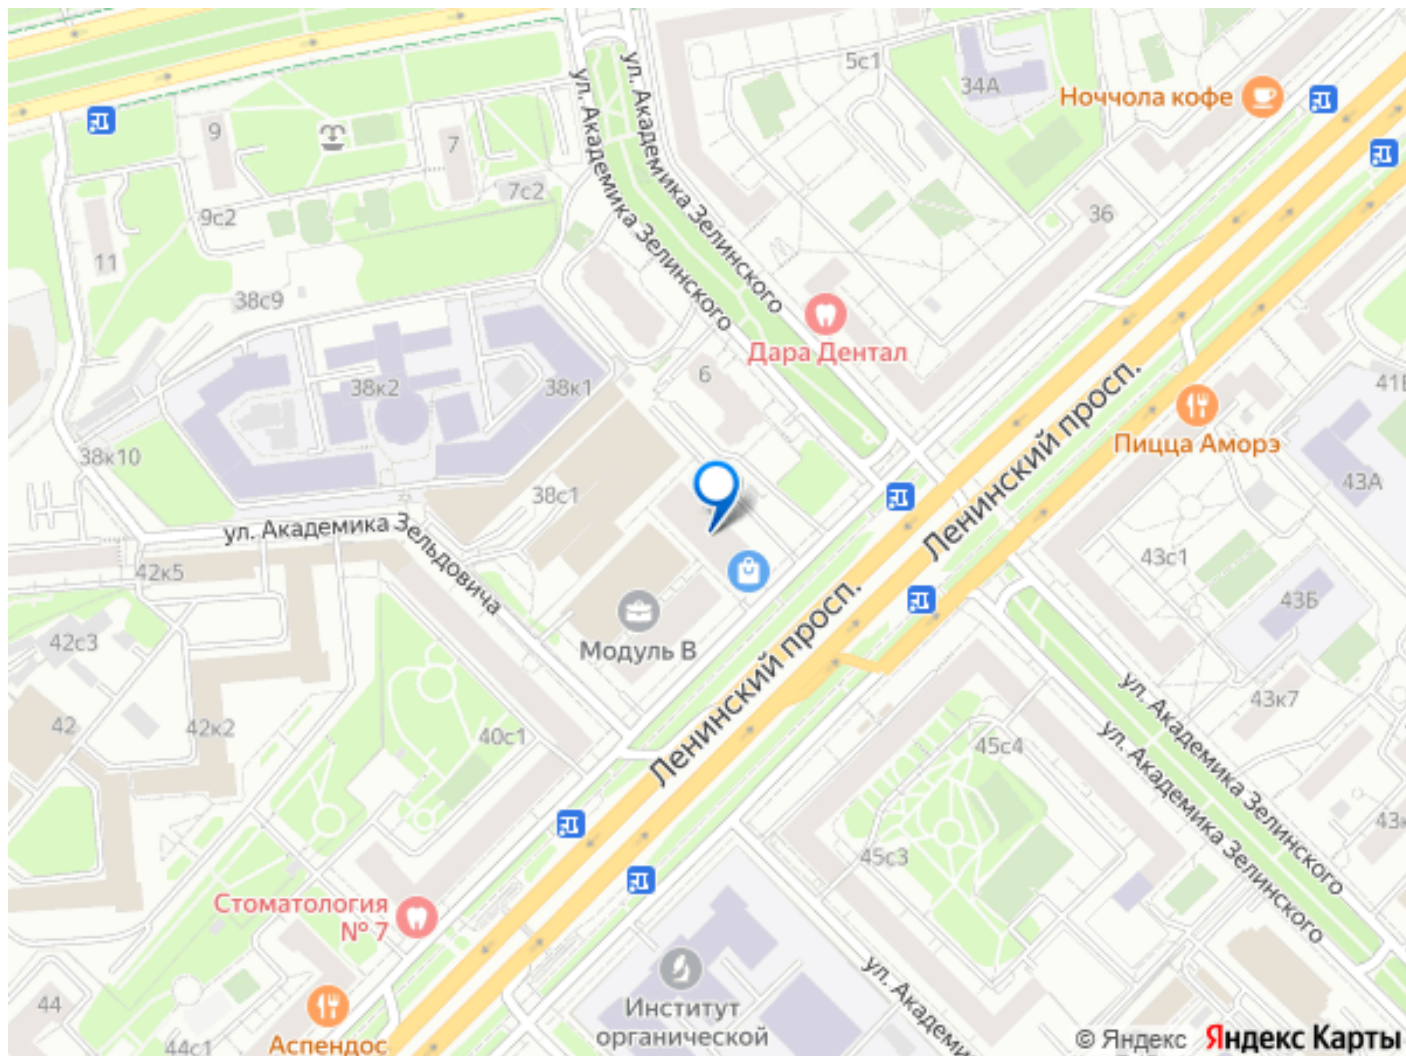 ул. Академика Зелинского
ул. Академика Зелинского
5с1
34А
Ноччола кофе
9
7
7с2
9с2
11
36
38с9
Дара Дентал
6
38к2
38к1
38к10
38с1
Ленинский просп.
Пицца Аморэ
43А
ул. Академика Зельдовича
42к5
43с1
43Б
42с3
Модуль В
Ленинский просп.
42
42к2
40с1
45с4
43к7
ул. Академика Зелинского
ул. Академика Зелинского
45с3
Стоматология
№ 7
44
44с1
Аспендос
Институт
органической
ул. Академика
© Яндекс Яндекс Карты